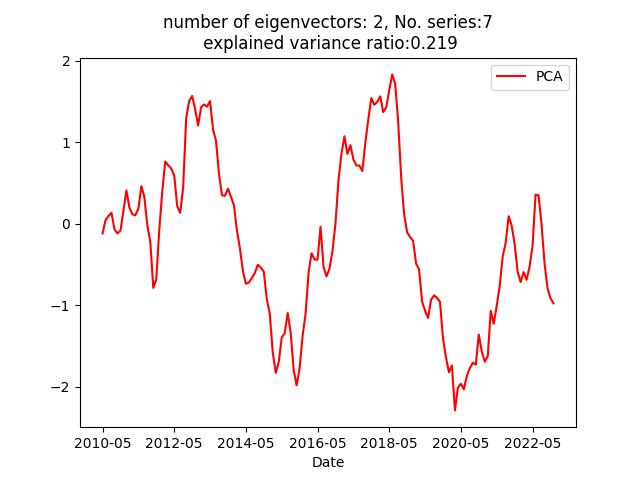 number of eigenvectors: 2, No. series:7
explained variance ratio:0.219
PCA
2
1
0
−1
−2
2010-05 2012-05 2014-05 2016-05 2018-05 2020-05 2022-05
Date